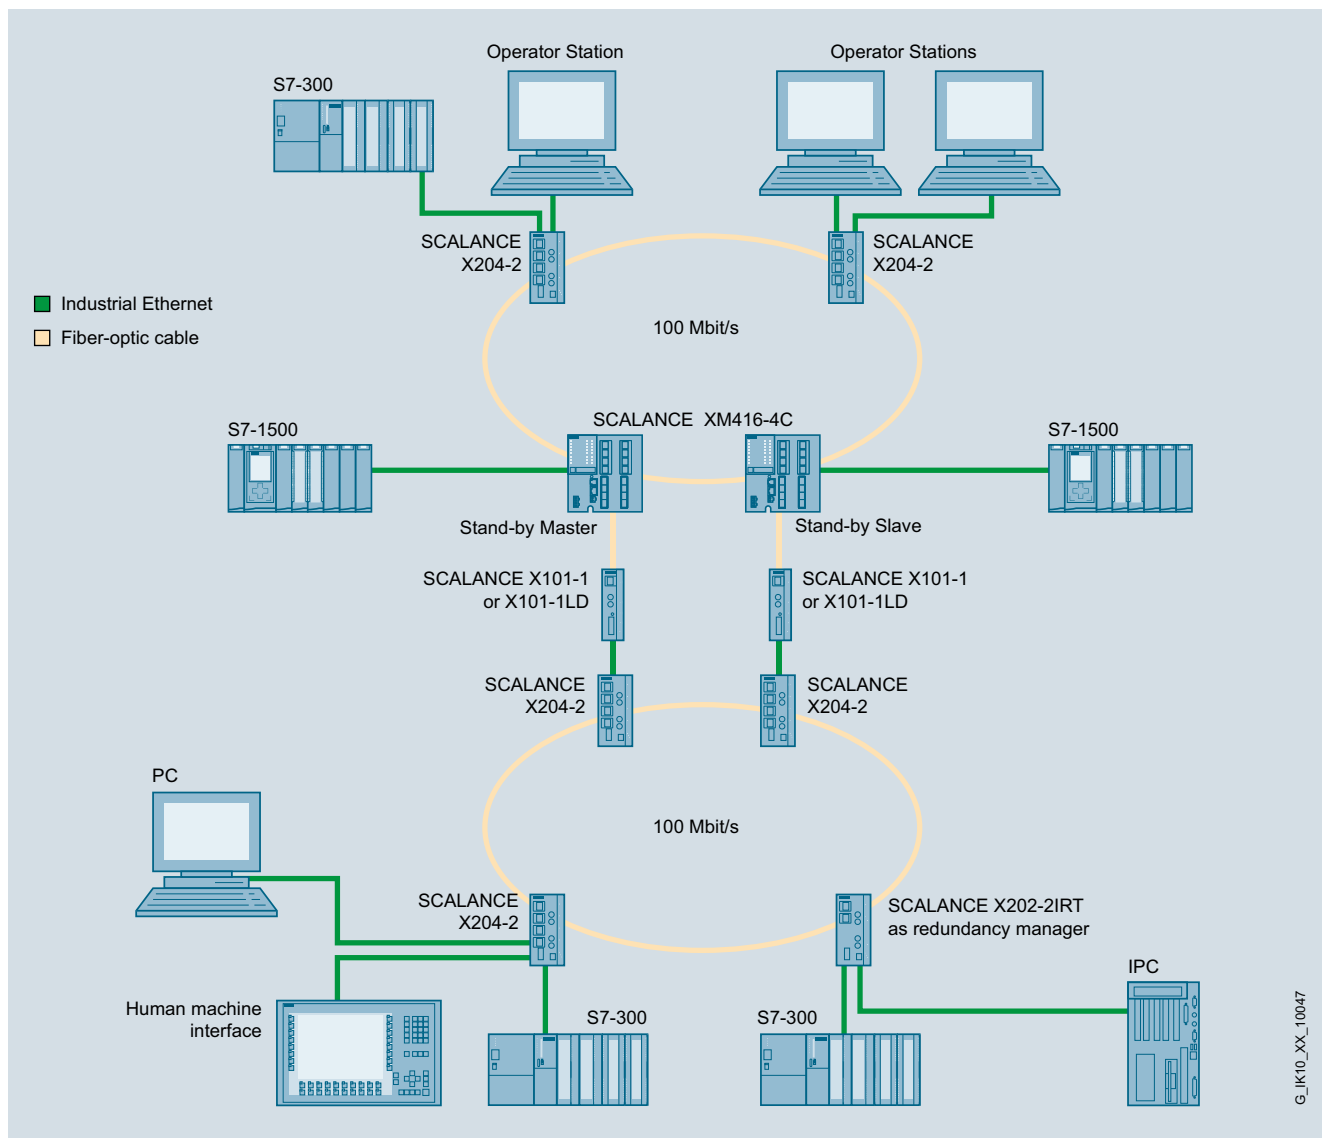 Operator Station
Operator Stations
S7-300
SCALANCE
X204-2
SCALANCE
X204-2
Industrial Ethernet
Fiber-optic cable
100 Mbit/s
SCALANCE XM416-4C
S7-1500
S7-1500
Stand-by Master
Stand-by Slave
SCALANCE X101-1
or X101-1LD
SCALANCE X101-1
or X101-1LD
SCALANCE
X204-2
SCALANCE
X204-2
PC
100 Mbit/s
SCALANCE
X204-2
SCALANCE X202-2IRT
as redundancy manager
IPC
Human machine
interface
S7-300
S7-300
G_IK10_XX_10047